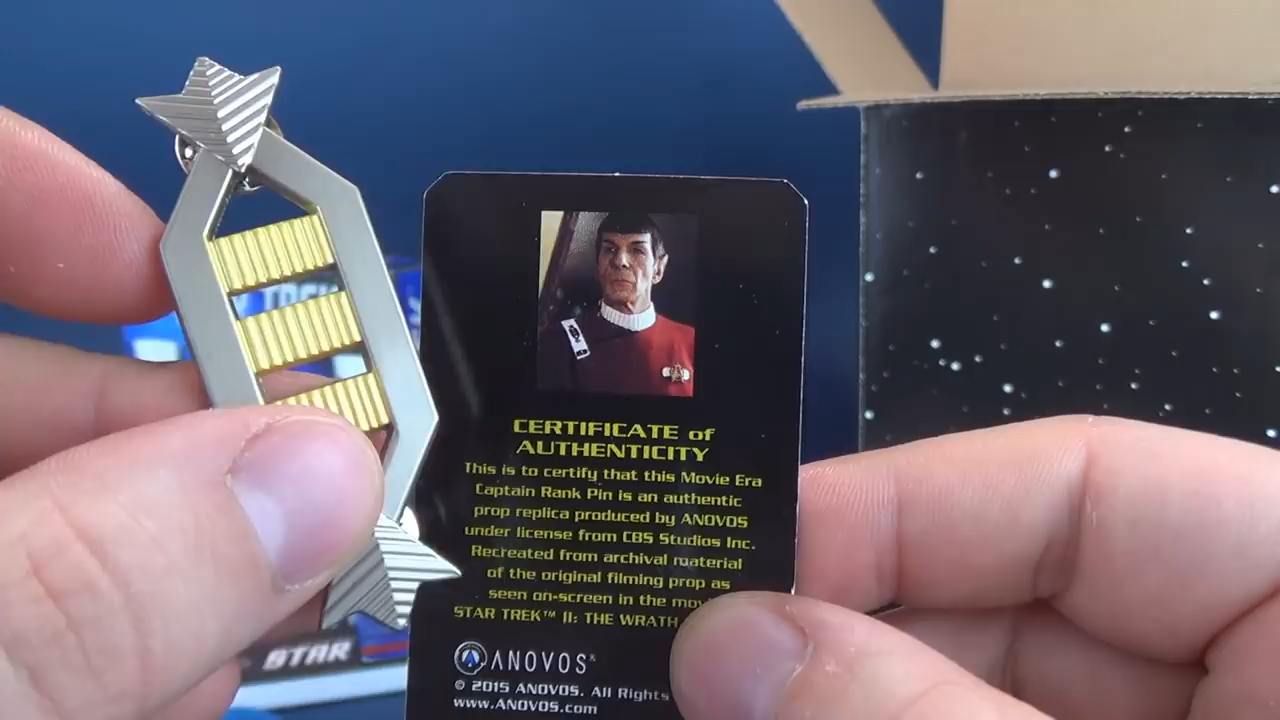 CERTIFICATE of
AUTHENTICITY
This is to certify that this Movie Era
Captain Rank Pin is an authentic
prop replica produced by ANOVOS
under license from CBS Studios Inc.
Recreated from archival material
of the original filming prop as
seen on-screen in the
STAR TREK™ II: THE WRATH
ANOVOS
© 2015 ANOVOS. All Rights
www.ANOVOS.com
STAR